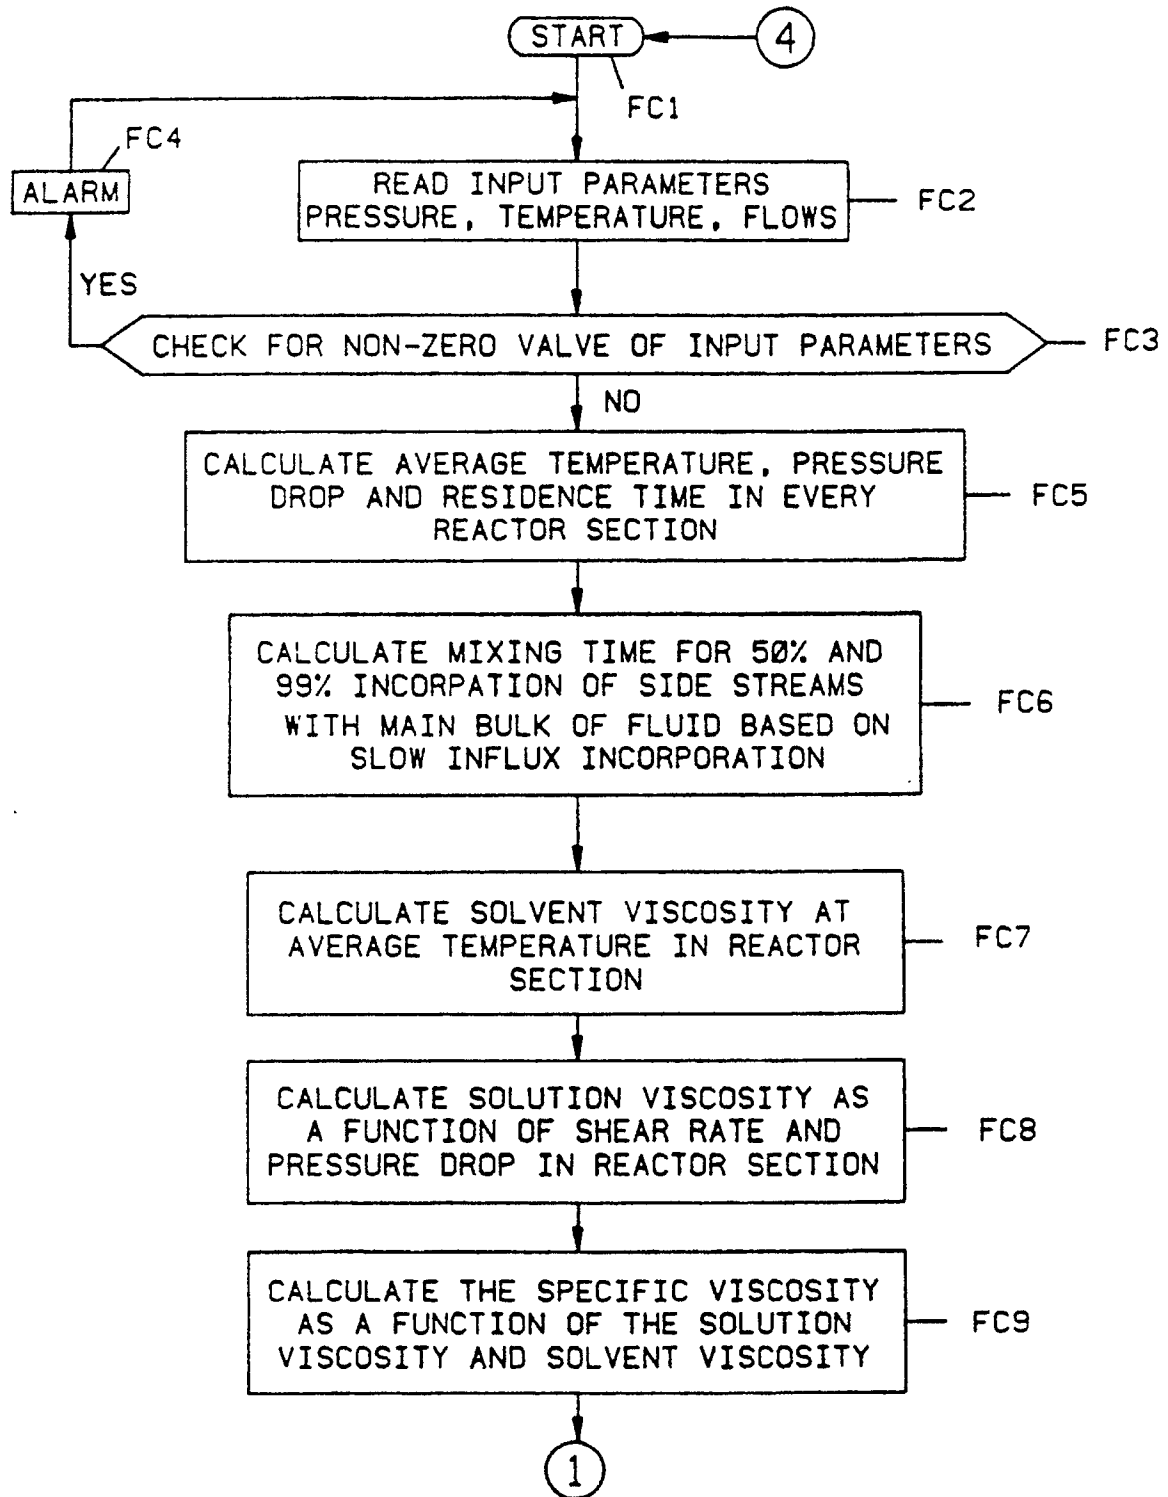 START
4
FC1
FC4
ALARM
READ INPUT PARAMETERS
PRESSURE, TEMPERATURE, FLOWS
FC2
YES
CHECK FOR NON-ZERO VALVE OF INPUT PARAMETERS
FC3
NO
CALCULATE AVERAGE TEMPERATURE, PRESSURE
DROP AND RESIDENCE TIME IN EVERY
REACTOR SECTION
FC5
CALCULATE MIXING TIME FOR 50% AND
99% INCORPATION OF SIDE STREAMS
WITH MAIN BULK OF FLUID BASED ON
SLOW INFLUX INCORPORATION
FC6
CALCULATE SOLVENT VISCOSITY AT
AVERAGE TEMPERATURE IN REACTOR
SECTION
FC7
CALCULATE SOLUTION VISCOSITY AS
A FUNCTION OF SHEAR RATE AND
PRESSURE DROP IN REACTOR SECTION
FC8
CALCULATE THE SPECIFIC VISCOSITY
AS A FUNCTION OF THE SOLUTION
VISCOSITY AND SOLVENT VISCOSITY
FC9
1